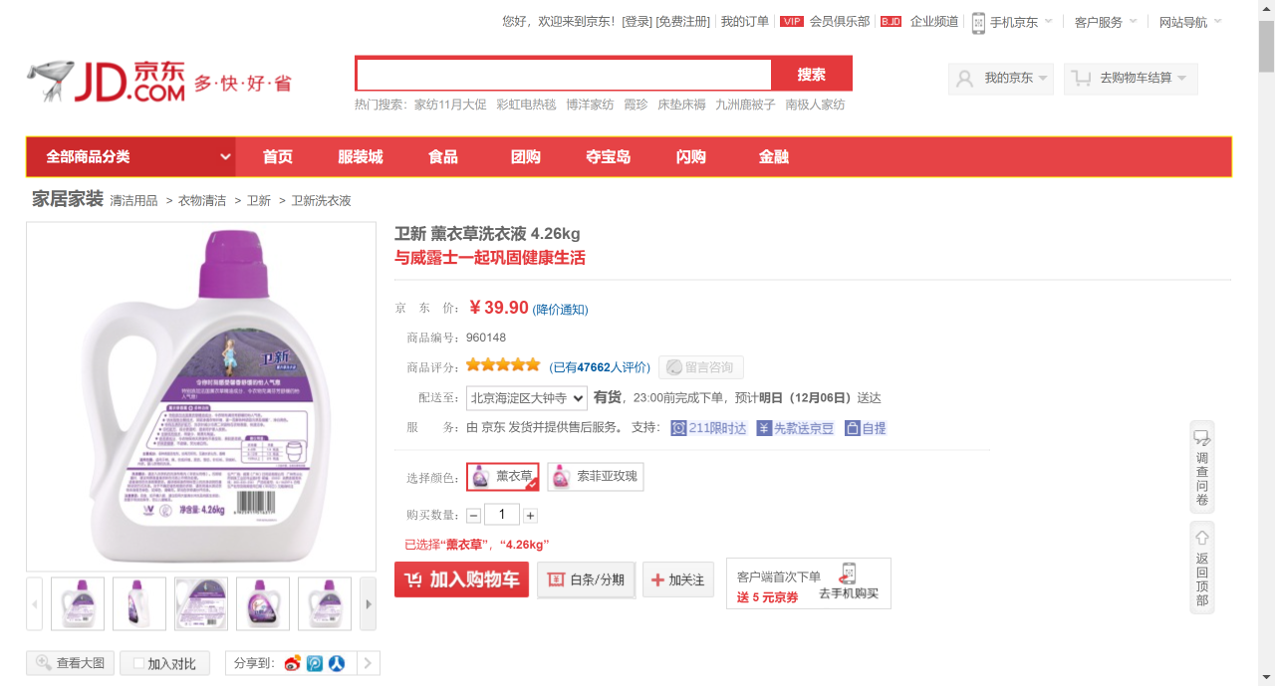 您好，欢迎来到京东！[登录] [免费注册] 我的订单 VIP 会员俱乐部 BJD 企业频道 手机京东 客户服务 网站导航
JD.COM 京东 多·快·好·省
搜索
我的京东 去购物车结算
热门搜索： 家纺11月大促 彩虹电热毯 博洋家纺 霞珍 床垫床褥 九洲鹿被子 南极人家纺
全部商品分类 首页 服装城 食品 团购 夺宝岛 闪购 金融
家居家装 清洁用品 > 衣物清洁 > 卫新 > 卫新洗衣液
卫新 薰衣草洗衣液 4.26kg
与威露士一起巩固健康生活
京 东 价： ￥39.90 (降价通知)
商品编号： 960148
商品评分： (已有47662人评价) 留言咨询
配送至： 北京海淀区大钟寺 有货，23:00前完成下单，预计明日（12月06日）送达
服 务： 由 京东 发货并提供售后服务。 支持： 211限时达 先款送京豆 自提
选择颜色： 薰衣草 索菲亚玫瑰
购买数量： − 1 +
已选择“薰衣草”，“4.26kg”
加入购物车 白条/分期 加关注
客户端首次下单
送 5 元京券 去手机购买
卫新
净含量: 4.26kg
查看大图 加入对比 分享到：
调查问卷
返回顶部